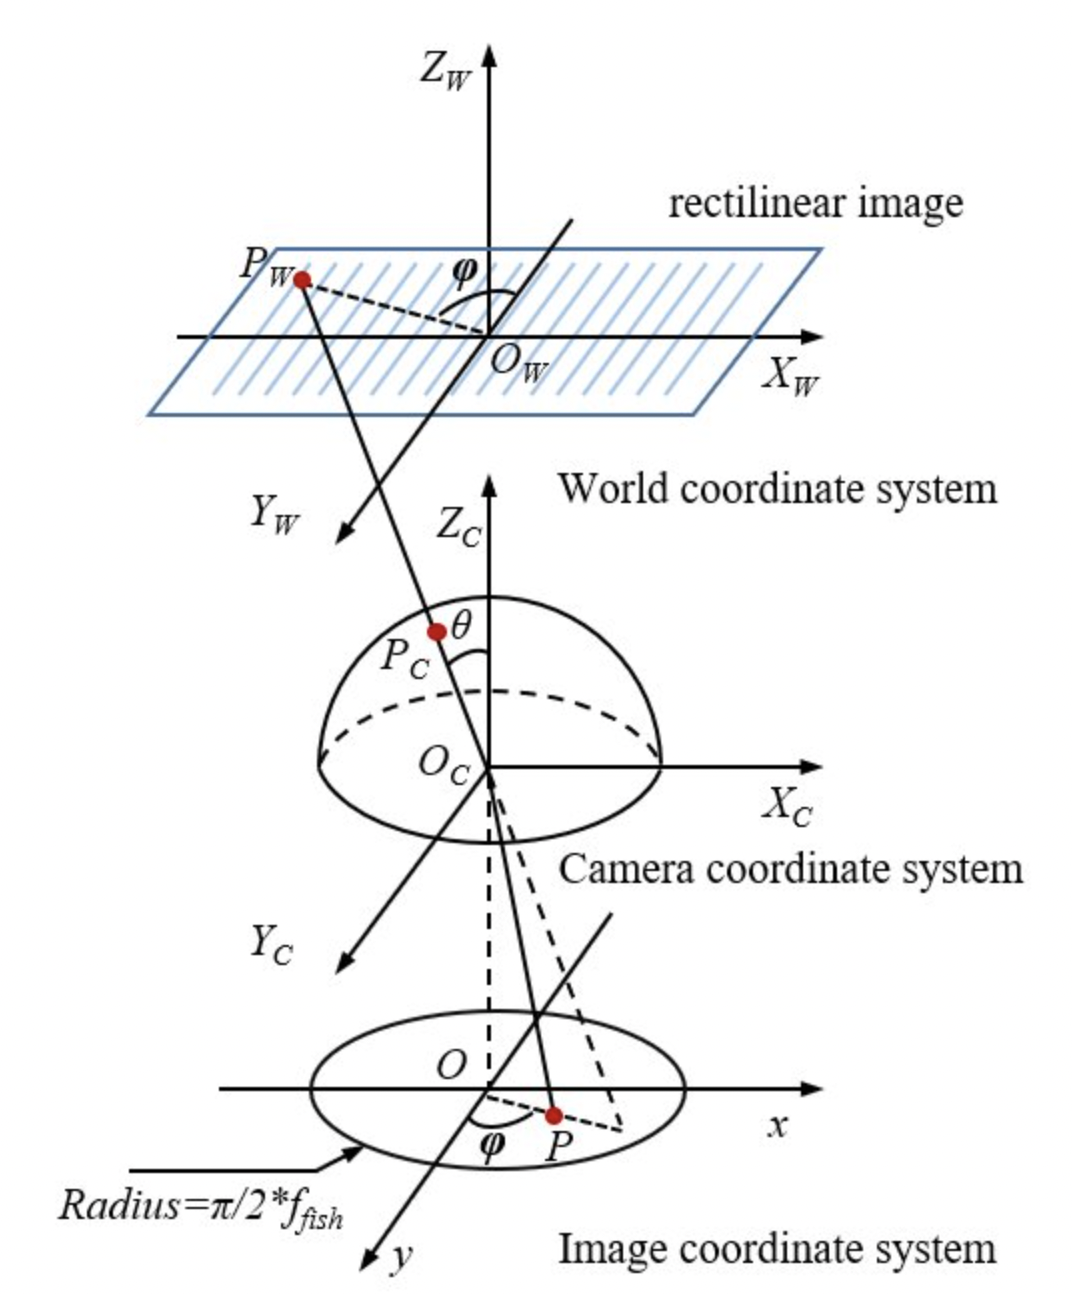 Z_W
rectilinear image
P_W
φ
O_W
X_W
World coordinate system
Y_W
Z_C
θ
P_C
O_C
X_C
Camera coordinate system
Y_C
O
x
φ
P
Radius=π/2*f_fish
y
Image coordinate system